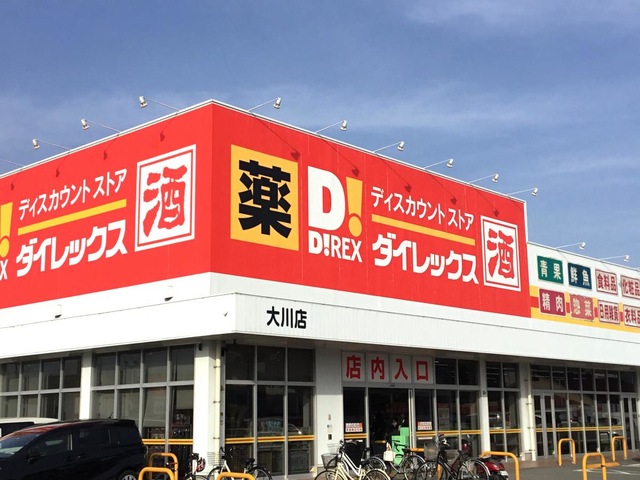 ディスカウント ストア
ダイレックス
酒
REX
薬
D!
D!REX
ディスカウント ストア
ダイレックス
酒
青果
鮮魚
食料品
化粧品
精肉
惣菜
日用雑貨
衣料品
大川店
店内入口